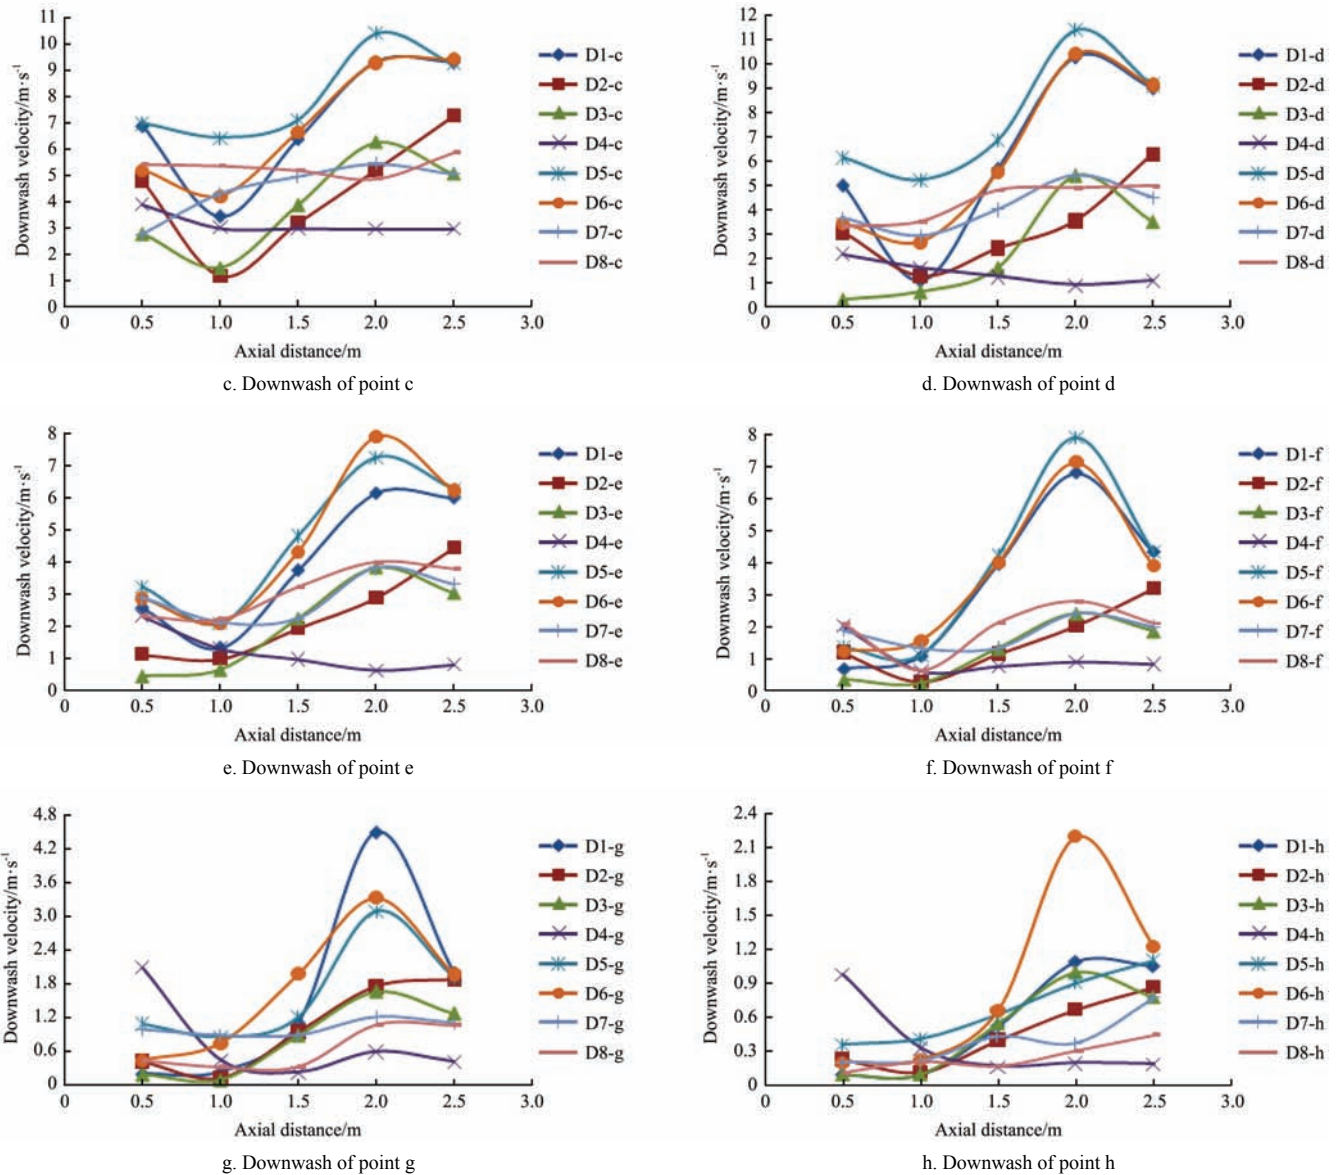 11
10
9
8
7
6
5
4
3
2
1
0
Downwash velocity/m·s⁻¹
0 0.5 1.0 1.5 2.0 2.5 3.0
Axial distance/m
D1-c
D2-c
D3-c
D4-c
D5-c
D6-c
D7-c
D8-c
c. Downwash of point c
12
11
10
9
8
7
6
5
4
3
2
1
0
Downwash velocity/m·s⁻¹
0 0.5 1.0 1.5 2.0 2.5 3.0
Axial distance/m
D1-d
D2-d
D3-d
D4-d
D5-d
D6-d
D7-d
D8-d
d. Downwash of point d
8
7
6
5
4
3
2
1
0
Downwash velocity/m·s⁻¹
0 0.5 1.0 1.5 2.0 2.5 3.0
Axial distance/m
D1-e
D2-e
D3-e
D4-e
D5-e
D6-e
D7-e
D8-e
e. Downwash of point e
8
7
6
5
4
3
2
1
0
Downwash velocity/m·s⁻¹
0 0.5 1.0 1.5 2.0 2.5 3.0
Axial distance/m
D1-f
D2-f
D3-f
D4-f
D5-f
D6-f
D7-f
D8-f
f. Downwash of point f
4.8
4.2
3.6
3.0
2.4
1.8
1.2
0.6
0
Downwash velocity/m·s⁻¹
0 0.5 1.0 1.5 2.0 2.5 3.0
Axial distance/m
D1-g
D2-g
D3-g
D4-g
D5-g
D6-g
D7-g
D8-g
g. Downwash of point g
2.4
2.1
1.8
1.5
1.2
0.9
0.6
0.3
0
Downwash velocity/m·s⁻¹
0 0.5 1.0 1.5 2.0 2.5 3.0
Axial distance/m
D1-h
D2-h
D3-h
D4-h
D5-h
D6-h
D7-h
D8-h
h. Downwash of point h